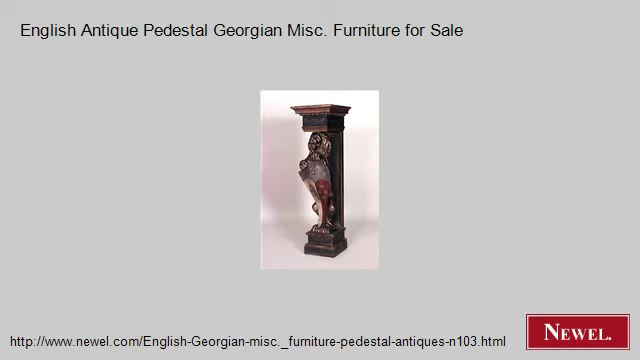 English Antique Pedestal Georgian Misc. Furniture for Sale
NEWEL.
http://www.newel.com/English-Georgian-misc._furniture-pedestal-antiques-n103.html